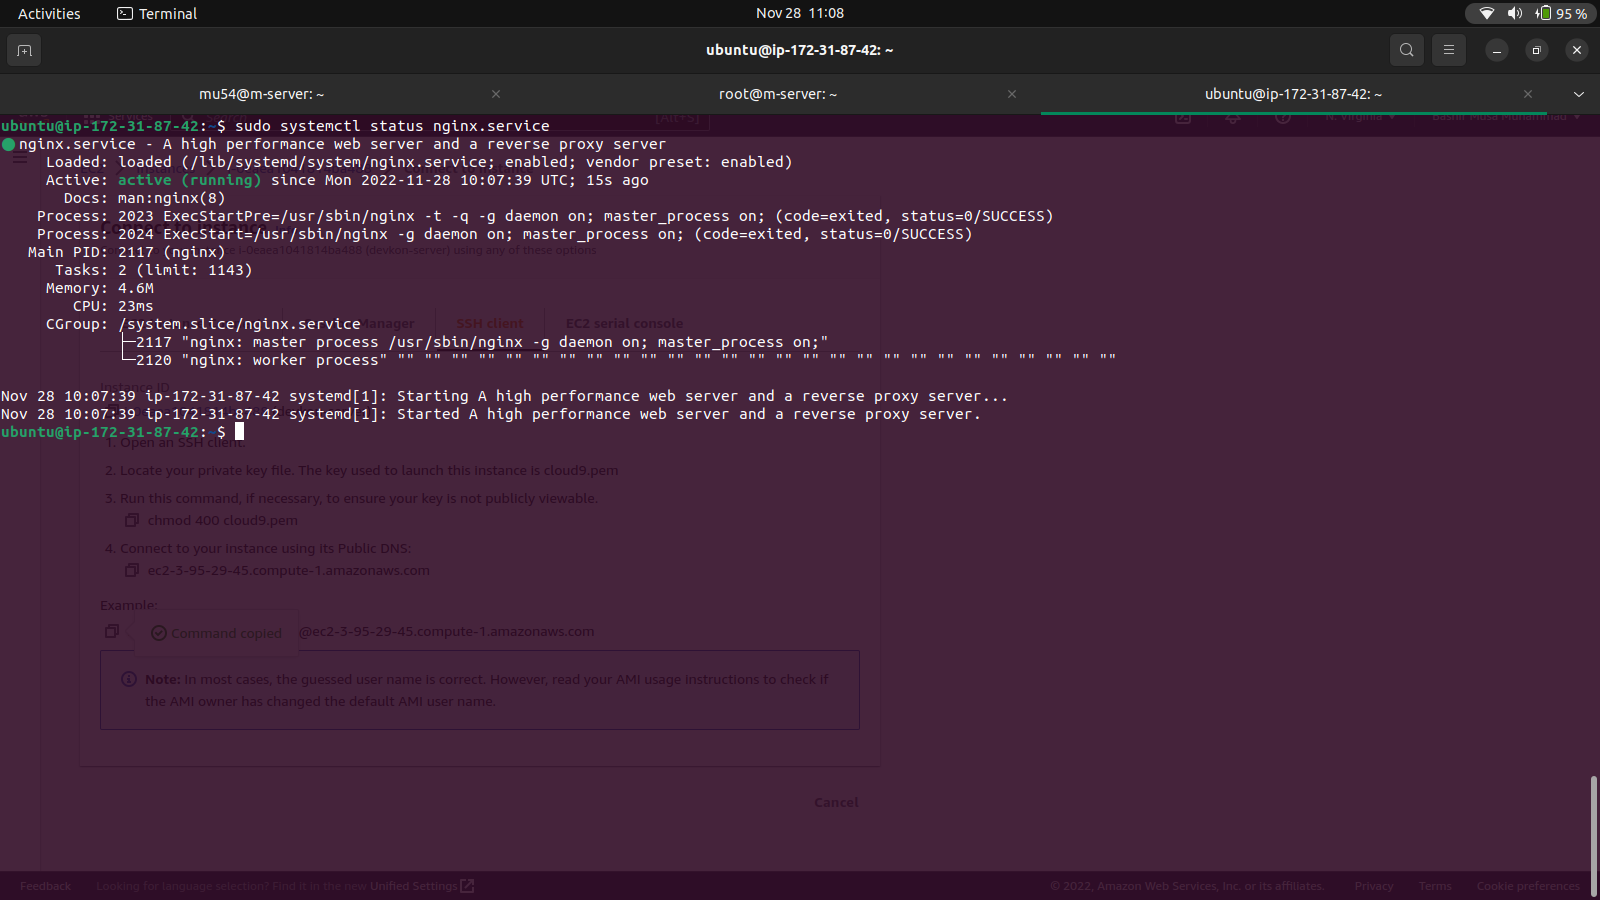 Activities Terminal Nov 28 11:08 95 %
ubuntu@ip-172-31-87-42: ~
mu54@m-server: ~ root@m-server: ~ ubuntu@ip-172-31-87-42: ~
ubuntu@ip-172-31-87-42:~$ sudo systemctl status nginx.service
nginx.service - A high performance web server and a reverse proxy server
Loaded: loaded (/lib/systemd/system/nginx.service; enabled; vendor preset: enabled)
Active: active (running) since Mon 2022-11-28 10:07:39 UTC; 15s ago
Docs: man:nginx(8)
Process: 2023 ExecStartPre=/usr/sbin/nginx -t -q -g daemon on; master_process on; (code=exited, status=0/SUCCESS)
Process: 2024 ExecStart=/usr/sbin/nginx -g daemon on; master_process on; (code=exited, status=0/SUCCESS)
Main PID: 2117 (nginx)
i-0eaea1041814ba488 (devkon-server) using any of these options
Tasks: 2 (limit: 1143)
Memory: 4.6M
CPU: 23ms
CGroup: /system.slice/nginx.service
Manager SSH client EC2 serial console
├─2117 "nginx: master process /usr/sbin/nginx -g daemon on; master_process on;"
└─2120 "nginx: worker process" "" "" "" "" "" "" "" "" "" "" "" "" "" "" "" "" "" "" "" "" "" "" "" "" "" "" ""
Instance ID
Nov 28 10:07:39 ip-172-31-87-42 systemd[1]: Starting A high performance web server and a reverse proxy server...
Nov 28 10:07:39 ip-172-31-87-42 systemd[1]: Started A high performance web server and a reverse proxy server.
ubuntu@ip-172-31-87-42:~$
1. Open an SSH client.
2. Locate your private key file. The key used to launch this instance is cloud9.pem
3. Run this command, if necessary, to ensure your key is not publicly viewable.
chmod 400 cloud9.pem
4. Connect to your instance using its Public DNS:
ec2-3-95-29-45.compute-1.amazonaws.com
Example:
Command copied @ec2-3-95-29-45.compute-1.amazonaws.com
Note: In most cases, the guessed user name is correct. However, read your AMI usage instructions to check if
the AMI owner has changed the default AMI user name.
Cancel
Feedback Looking for language selection? Find it in the new Unified Settings © 2022, Amazon Web Services, Inc. or its affiliates. Privacy Terms Cookie preferences